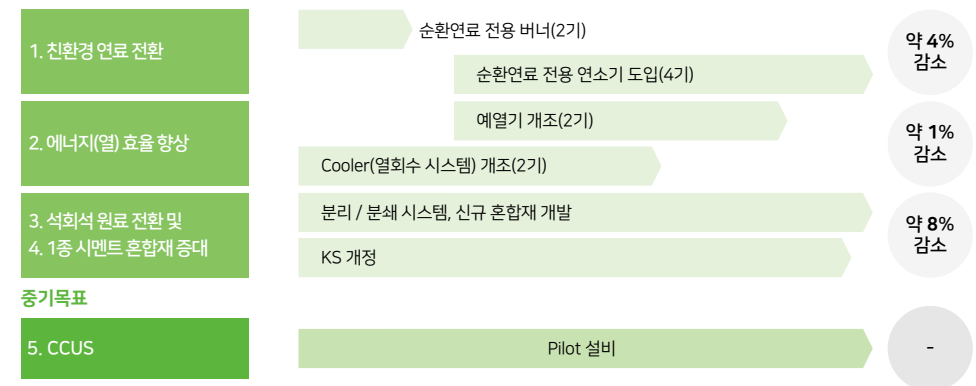 1. 친환경 연료 전환
순환연료 전용 버너(2기)
순환연료 전용 연소기 도입(4기)
약 4%
감소
2. 에너지(열) 효율 향상
예열기 개조(2기)
Cooler(열회수 시스템) 개조(2기)
약 1%
감소
3. 석회석 원료 전환 및
4. 1종 시멘트 혼합재 증대
분리 / 분쇄 시스템, 신규 혼합재 개발
KS 개정
약 8%
감소
중기목표
5. CCUS
Pilot 설비
-